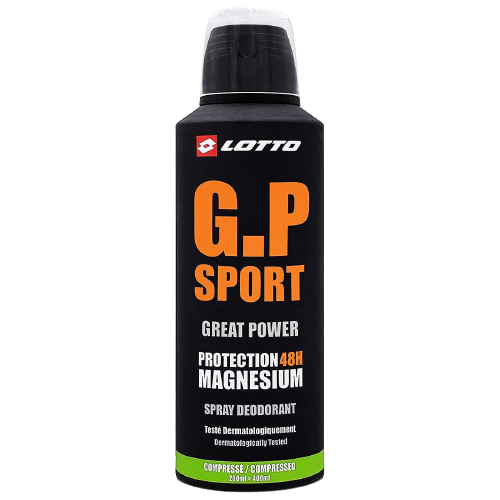 LOTTO
G.P
SPORT
GREAT POWER
PROTECTION 48H
MAGNESIUM
SPRAY DEODORANT
Testé Dermatologiquement
Dermatologically Tested
COMPRESSÉ / COMPRESSED
200ml = 400ml